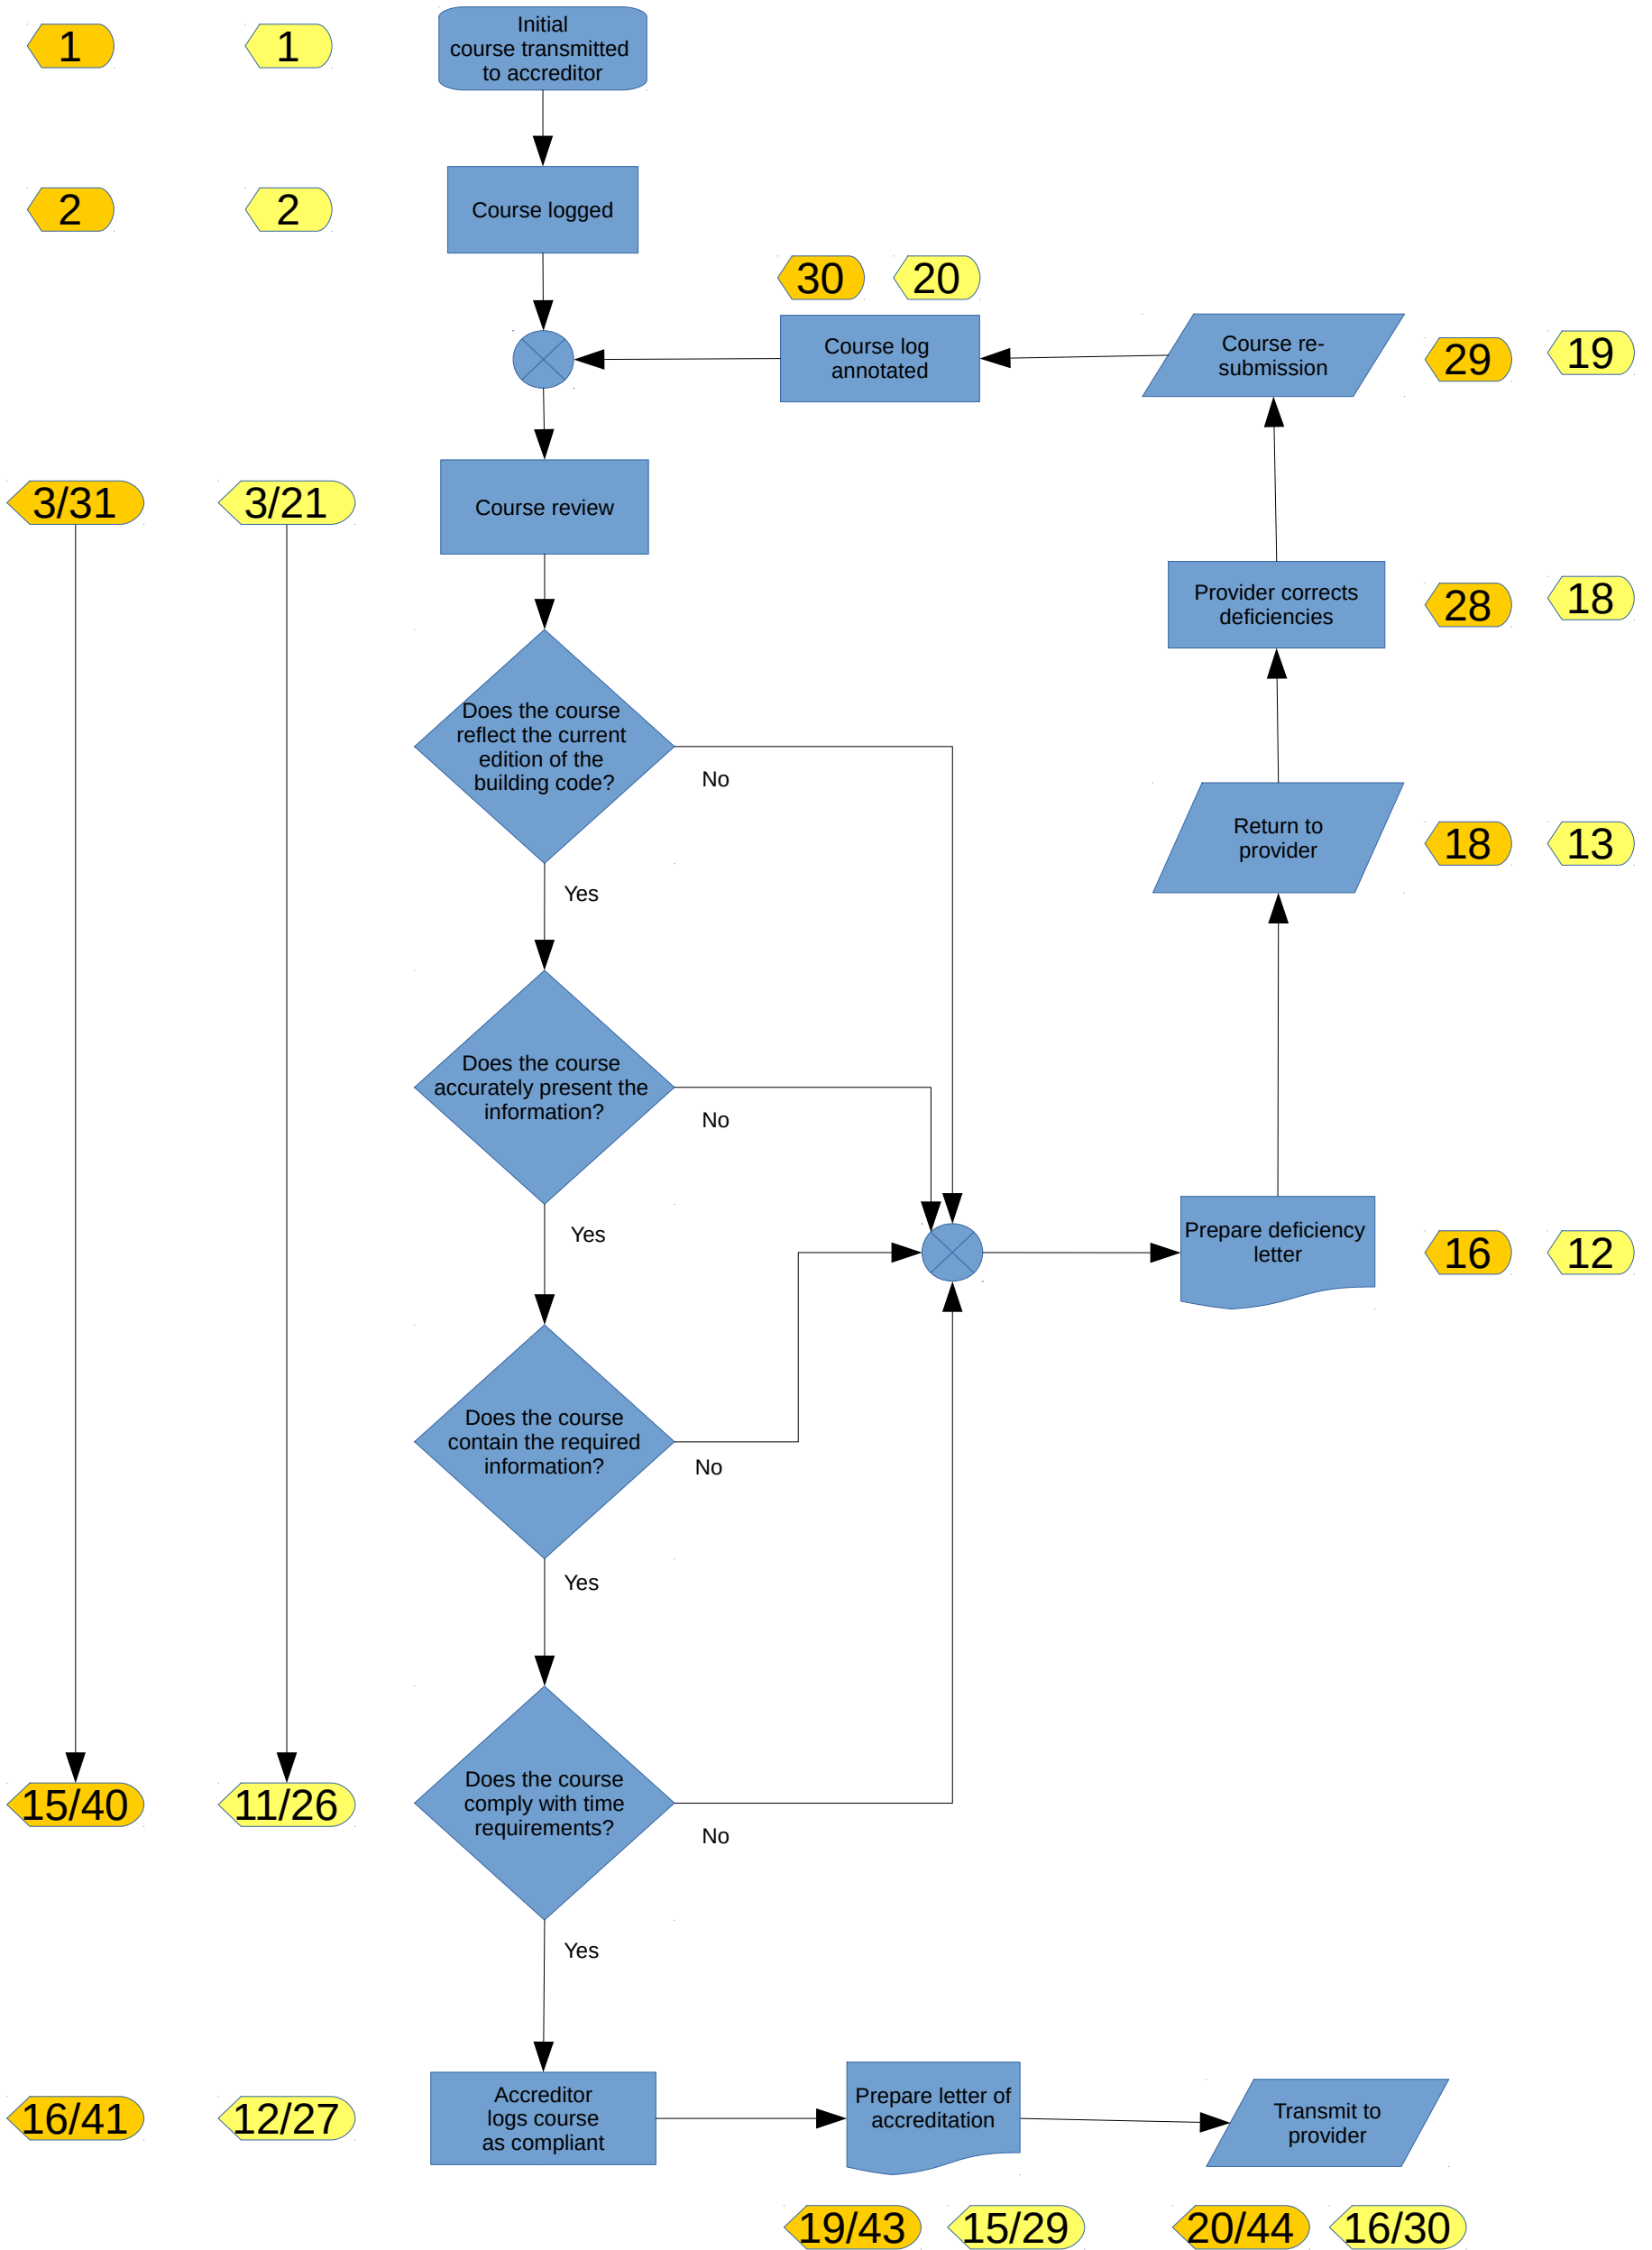 1
1
Initial
course transmitted
to accreditor
2
2
Course logged
30
20
Course log
annotated
Course re-
submission
29
19
3/31
3/21
Course review
Provider corrects
deficiencies
28
18
Does the course
reflect the current
edition of the
building code?
No
Yes
Return to
provider
18
13
Does the course
accurately present the
information?
No
Yes
Prepare deficiency
letter
16
12
Does the course
contain the required
information?
No
Yes
15/40
11/26
Does the course
comply with time
requirements?
No
Yes
16/41
12/27
Accreditor
logs course
as compliant
Prepare letter of
accreditation
Transmit to
provider
19/43
15/29
20/44
16/30